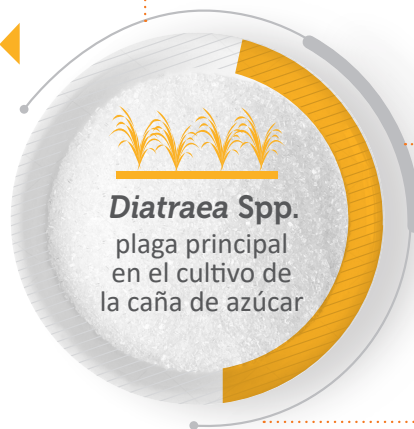 Diatraea Spp.
plaga principal
en el cultivo de
la caña de azúcar